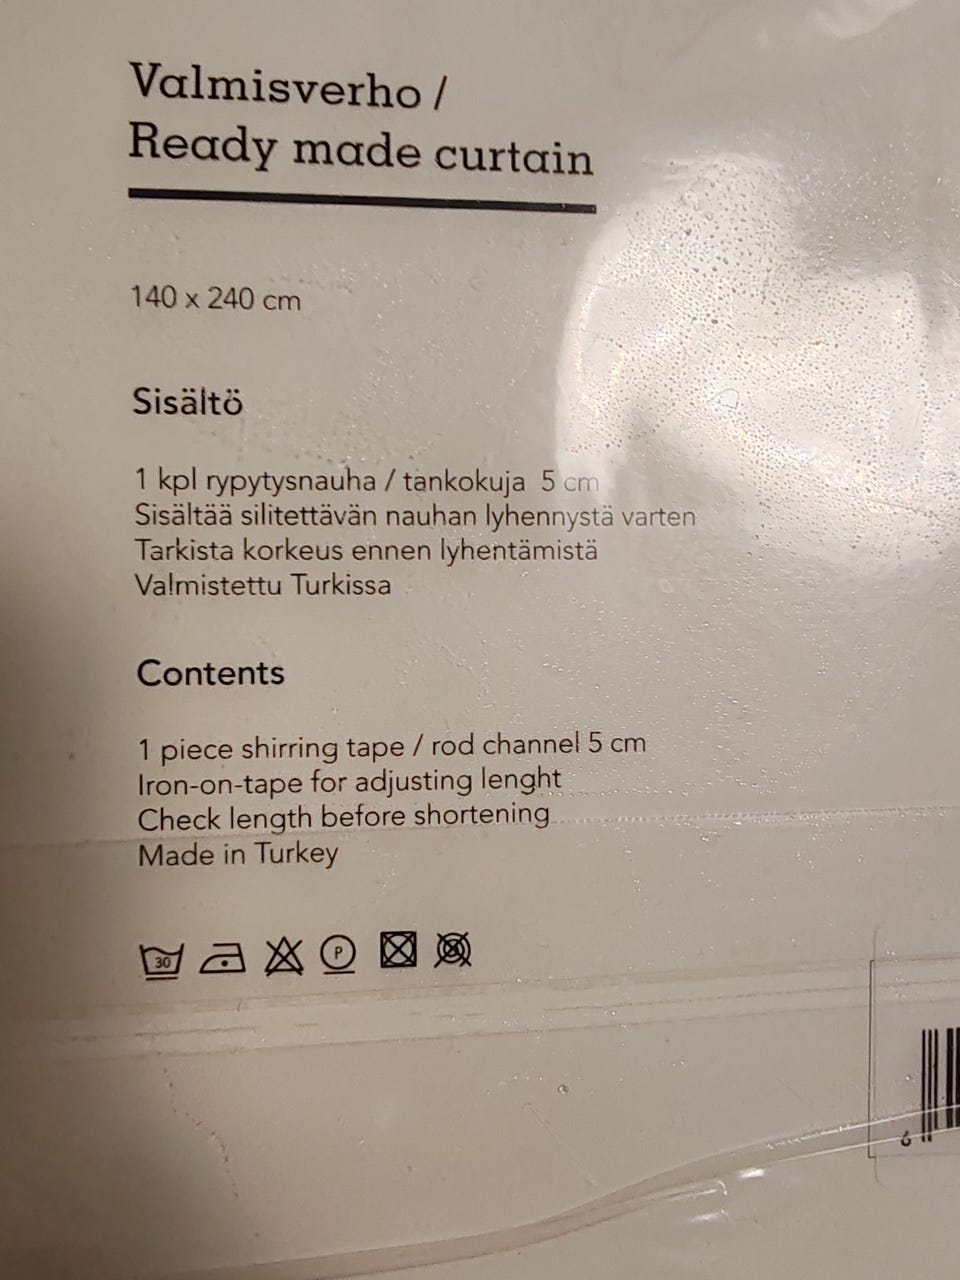 Valmisverho /
Ready made curtain
140 x 240 cm
Sisältö
1 kpl rypytysnauha / tankokuja 5 cm
Sisältää silitettävän nauhan lyhennystä varten
Tarkista korkeus ennen lyhentämistä
Valmistettu Turkissa
Contents
1 piece shirring tape / rod channel 5 cm
Iron-on-tape for adjusting lenght
Check length before shortening
Made in Turkey
30 P
6